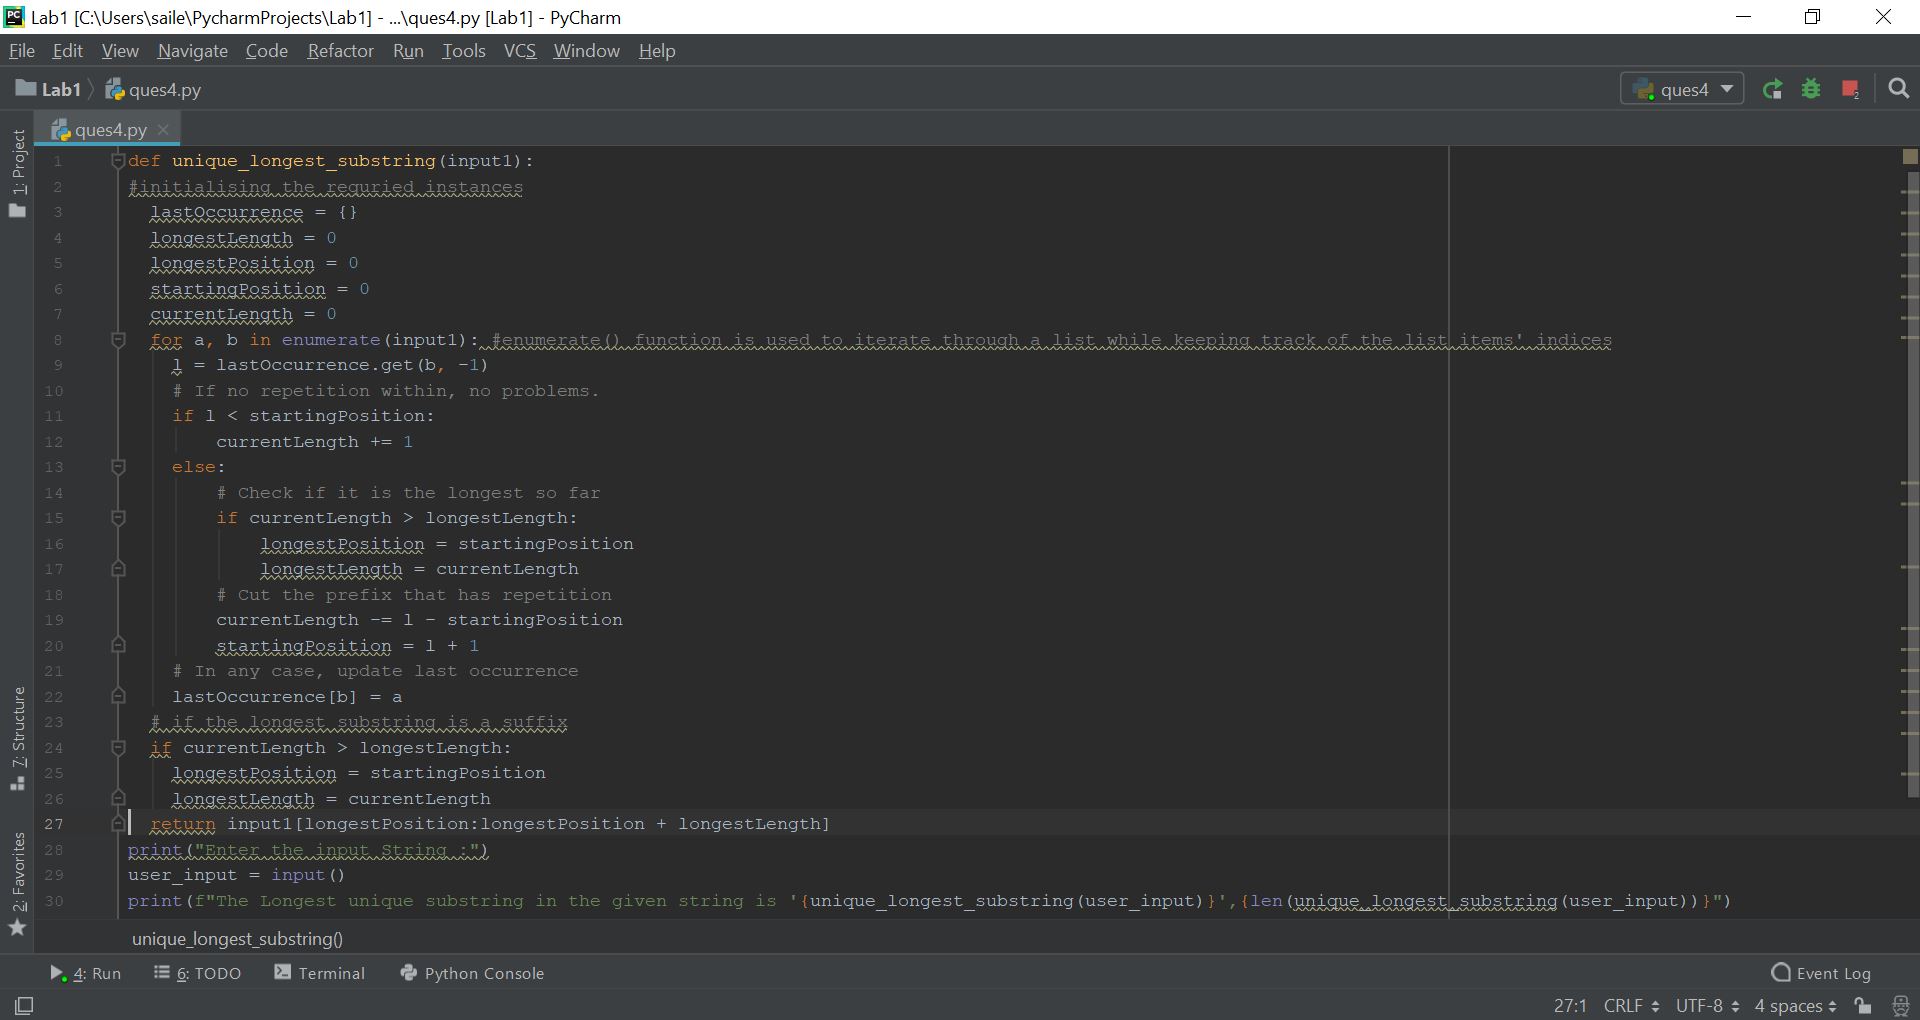 PC Lab1 [C:\Users\saile\PycharmProjects\Lab1] - ...\ques4.py [Lab1] - PyCharm
File Edit View Navigate Code Refactor Run Tools VCS Window Help
Lab1 ques4.py ques4
ques4.py
1: Project
7: Structure
2: Favorites
1 def unique_longest_substring(input1):
2 #initialising the requried instances
3 lastOccurrence = {}
4 longestLength = 0
5 longestPosition = 0
6 startingPosition = 0
7 currentLength = 0
8 for a, b in enumerate(input1): #enumerate() function is used to iterate through a list while keeping track of the list items' indices
9 l = lastOccurrence.get(b, -1)
10 # If no repetition within, no problems.
11 if l < startingPosition:
12 currentLength += 1
13 else:
14 # Check if it is the longest so far
15 if currentLength > longestLength:
16 longestPosition = startingPosition
17 longestLength = currentLength
18 # Cut the prefix that has repetition
19 currentLength -= l - startingPosition
20 startingPosition = l + 1
21 # In any case, update last occurrence
22 lastOccurrence[b] = a
23 # if the longest substring is a suffix
24 if currentLength > longestLength:
25 longestPosition = startingPosition
26 longestLength = currentLength
27 return input1[longestPosition:longestPosition + longestLength]
28 print("Enter the input String :")
29 user_input = input()
30 print(f"The Longest unique substring in the given string is '{unique_longest_substring(user_input)}',{len(unique_longest_substring(user_input))}")
unique_longest_substring()
4: Run 6: TODO Terminal Python Console Event Log
27:1 CRLF UTF-8 4 spaces